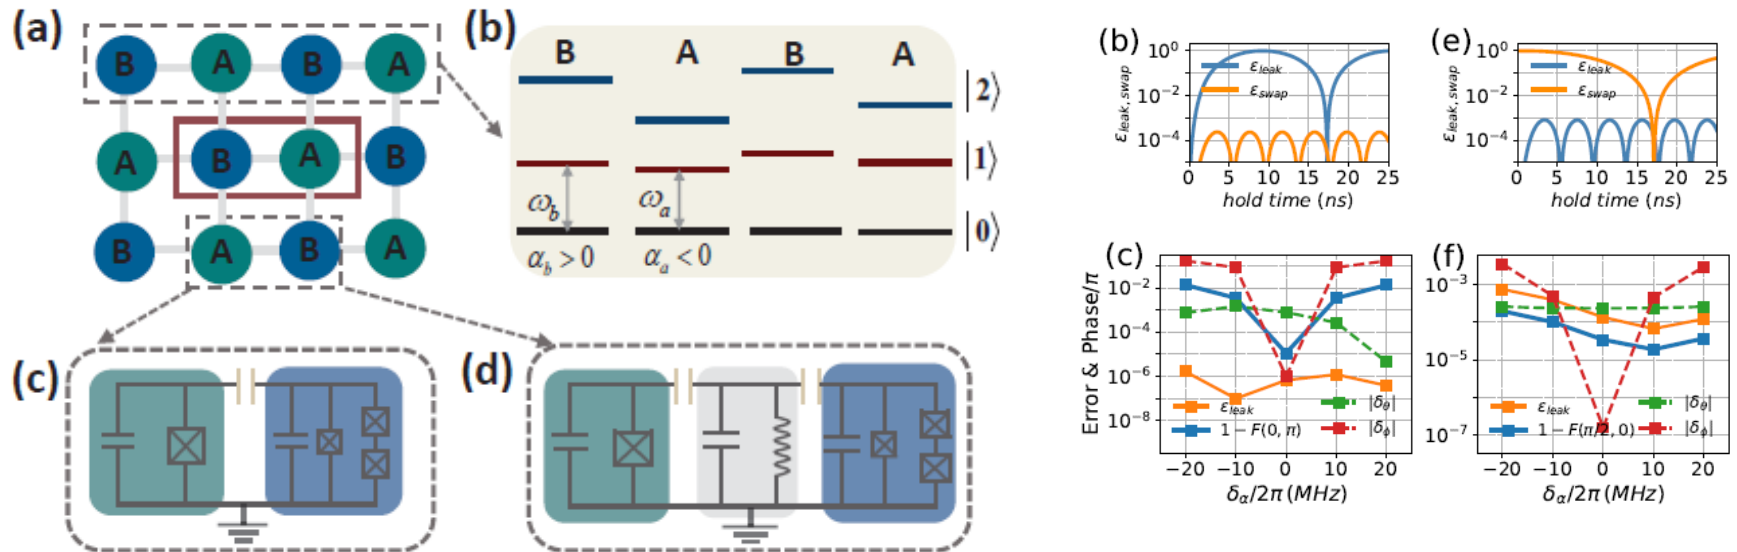 (a)
B A B A
A B A B
B A B A
(b)
B A B A
|2⟩
|1⟩
|0⟩
ω_b ω_a
α_b > 0 α_a < 0
(c)
(d)
(b)
ε_leak,swap
10^0
10^−2
10^−4
ε_leak
ε_swap
0 5 10 15 20 25
hold time (ns)
(e)
ε_leak,swap
10^0
10^−2
10^−4
ε_leak
ε_swap
0 5 10 15 20 25
hold time (ns)
(c)
Error & Phase/π
10^−2
10^−4
10^−6
10^−8
ε_leak
1 − F(0, π)
|δ_θ|
|δ_ϕ|
−20 −10 0 10 20
δ_α/2π (MHz)
(f)
10^−3
10^−5
10^−7
ε_leak
1 − F(π/2, 0)
|δ_θ|
|δ_ϕ|
−20 −10 0 10 20
δ_α/2π (MHz)